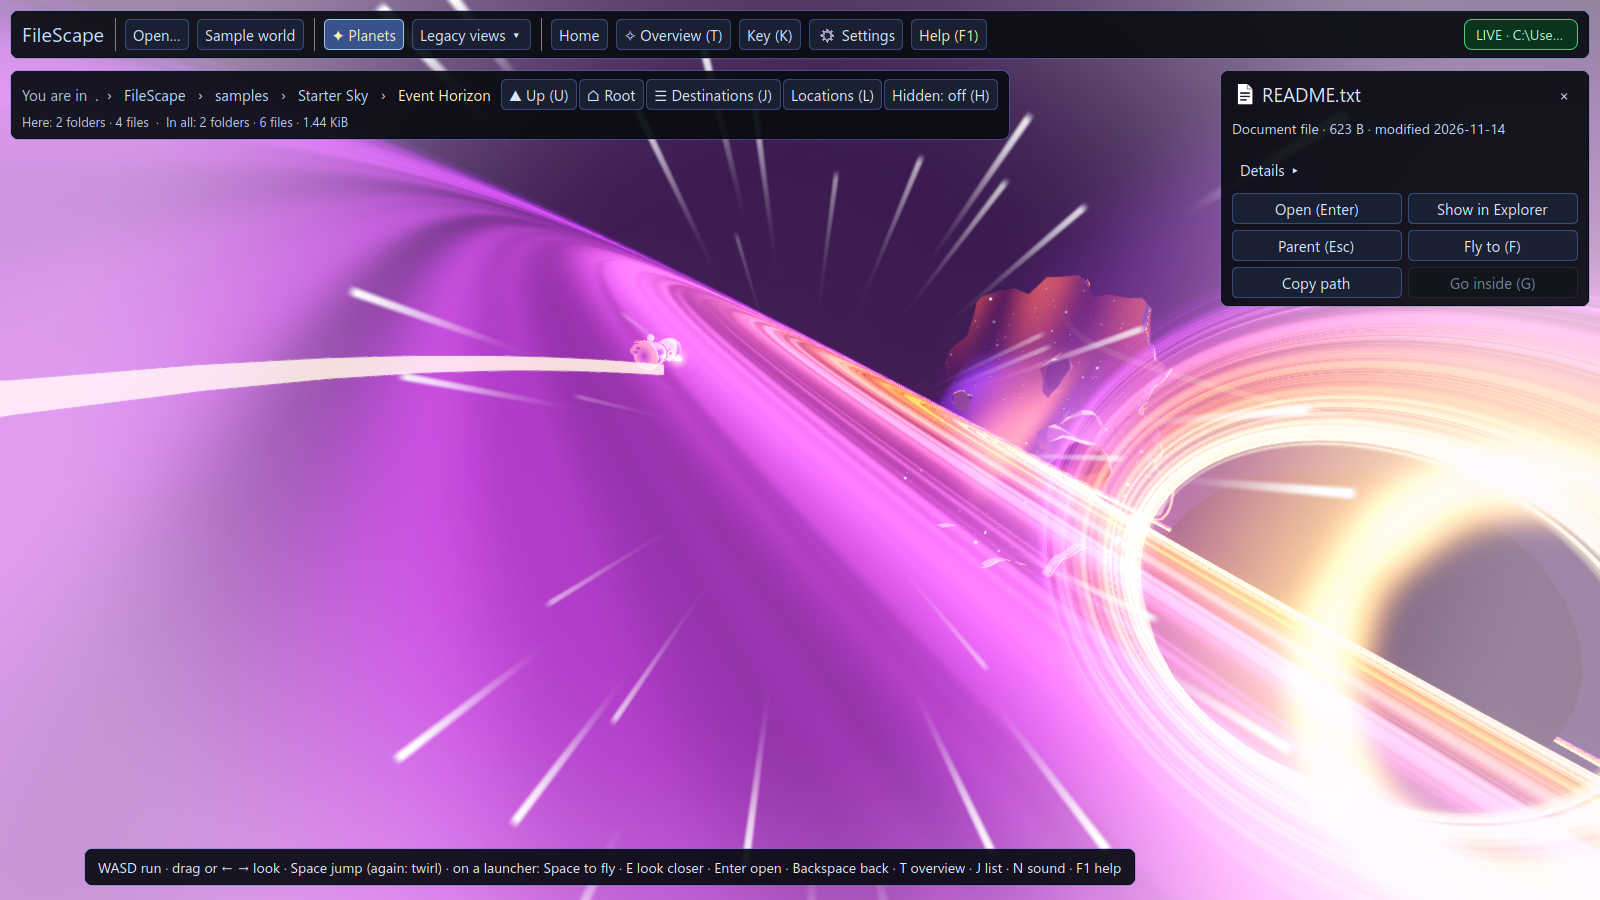 FileScape Open... Sample world ✦ Planets Legacy views ▾ Home ✧ Overview (T) Key (K) Settings Help (F1) LIVE · C:\Use...
You are in . › FileScape › samples › Starter Sky › Event Horizon ▲ Up (U) Root ☰ Destinations (J) Locations (L) Hidden: off (H)
Here: 2 folders · 4 files · In all: 2 folders · 6 files · 1.44 KiB
README.txt ×
Document file · 623 B · modified 2026-11-14
Details ▸
Open (Enter) Show in Explorer
Parent (Esc) Fly to (F)
Copy path Go inside (G)
WASD run · drag or ← → look · Space jump (again: twirl) · on a launcher: Space to fly · E look closer · Enter open · Backspace back · T overview · J list · N sound · F1 help